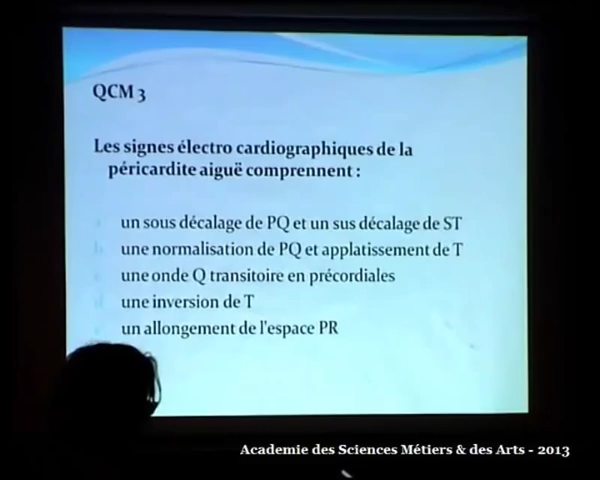 QCM 3
Les signes électro cardiographiques de la
péricardite aiguë comprennent :
un sous décalage de PQ et un sus décalage de ST
une normalisation de PQ et applatissement de T
une onde Q transitoire en précordiales
une inversion de T
un allongement de l'espace PR
Academie des Sciences Métiers & des Arts - 2013